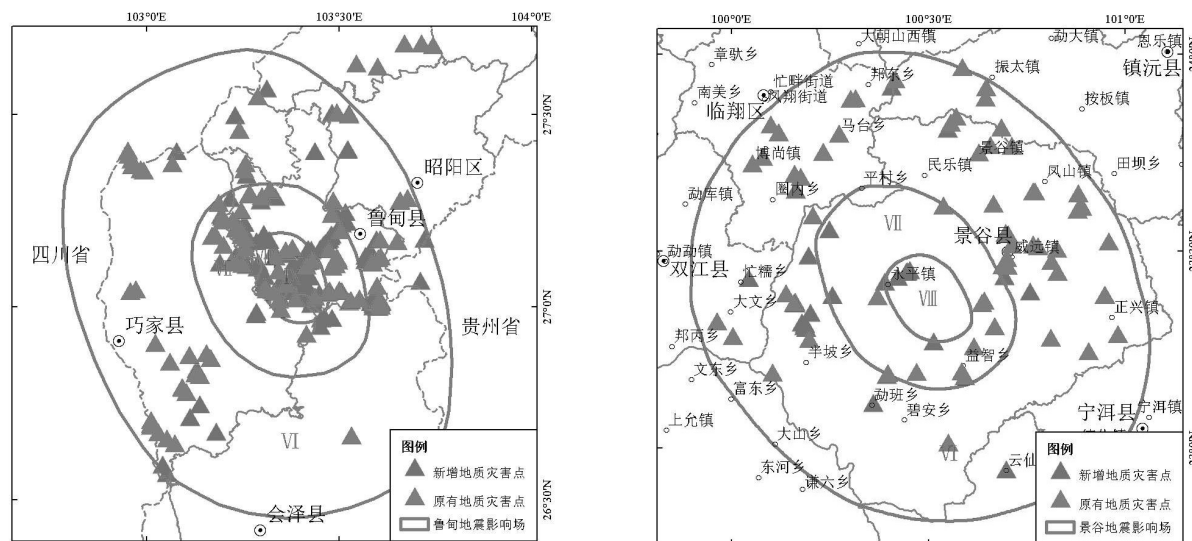 103°0'E 103°30'E 104°0'E
27°30'N
昭阳区
鲁甸县
四川省
27°0'N
巧家县
贵州省
Ⅵ
图例
新增地质灾害点
原有地质灾害点
鲁甸地震影响场
26°30'N
会泽县
100°0'E 100°30'E 101°0'E
大朝山西镇
勐大镇
恩乐镇
章驮乡
镇沅县
振太镇
忙畔街道
邦东乡
凤翔街道
南美乡
临翔区
按板镇
马台乡
博尚镇
景谷镇
民乐镇
田坝乡
凤山镇
平村乡
圈内乡
勐库镇
Ⅶ
景谷县
威远镇
勐勐镇
双江县
忙糯乡
永平镇
大文乡
Ⅷ
正兴镇
邦丙乡
半坡乡
益智乡
文东乡
富东乡
勐班乡
碧安乡
宁洱县
宁洱镇
上允镇
大山乡
Ⅵ
云仙
东河乡
谦六乡
图例
新增地质灾害点
原有地质灾害点
景谷地震影响场